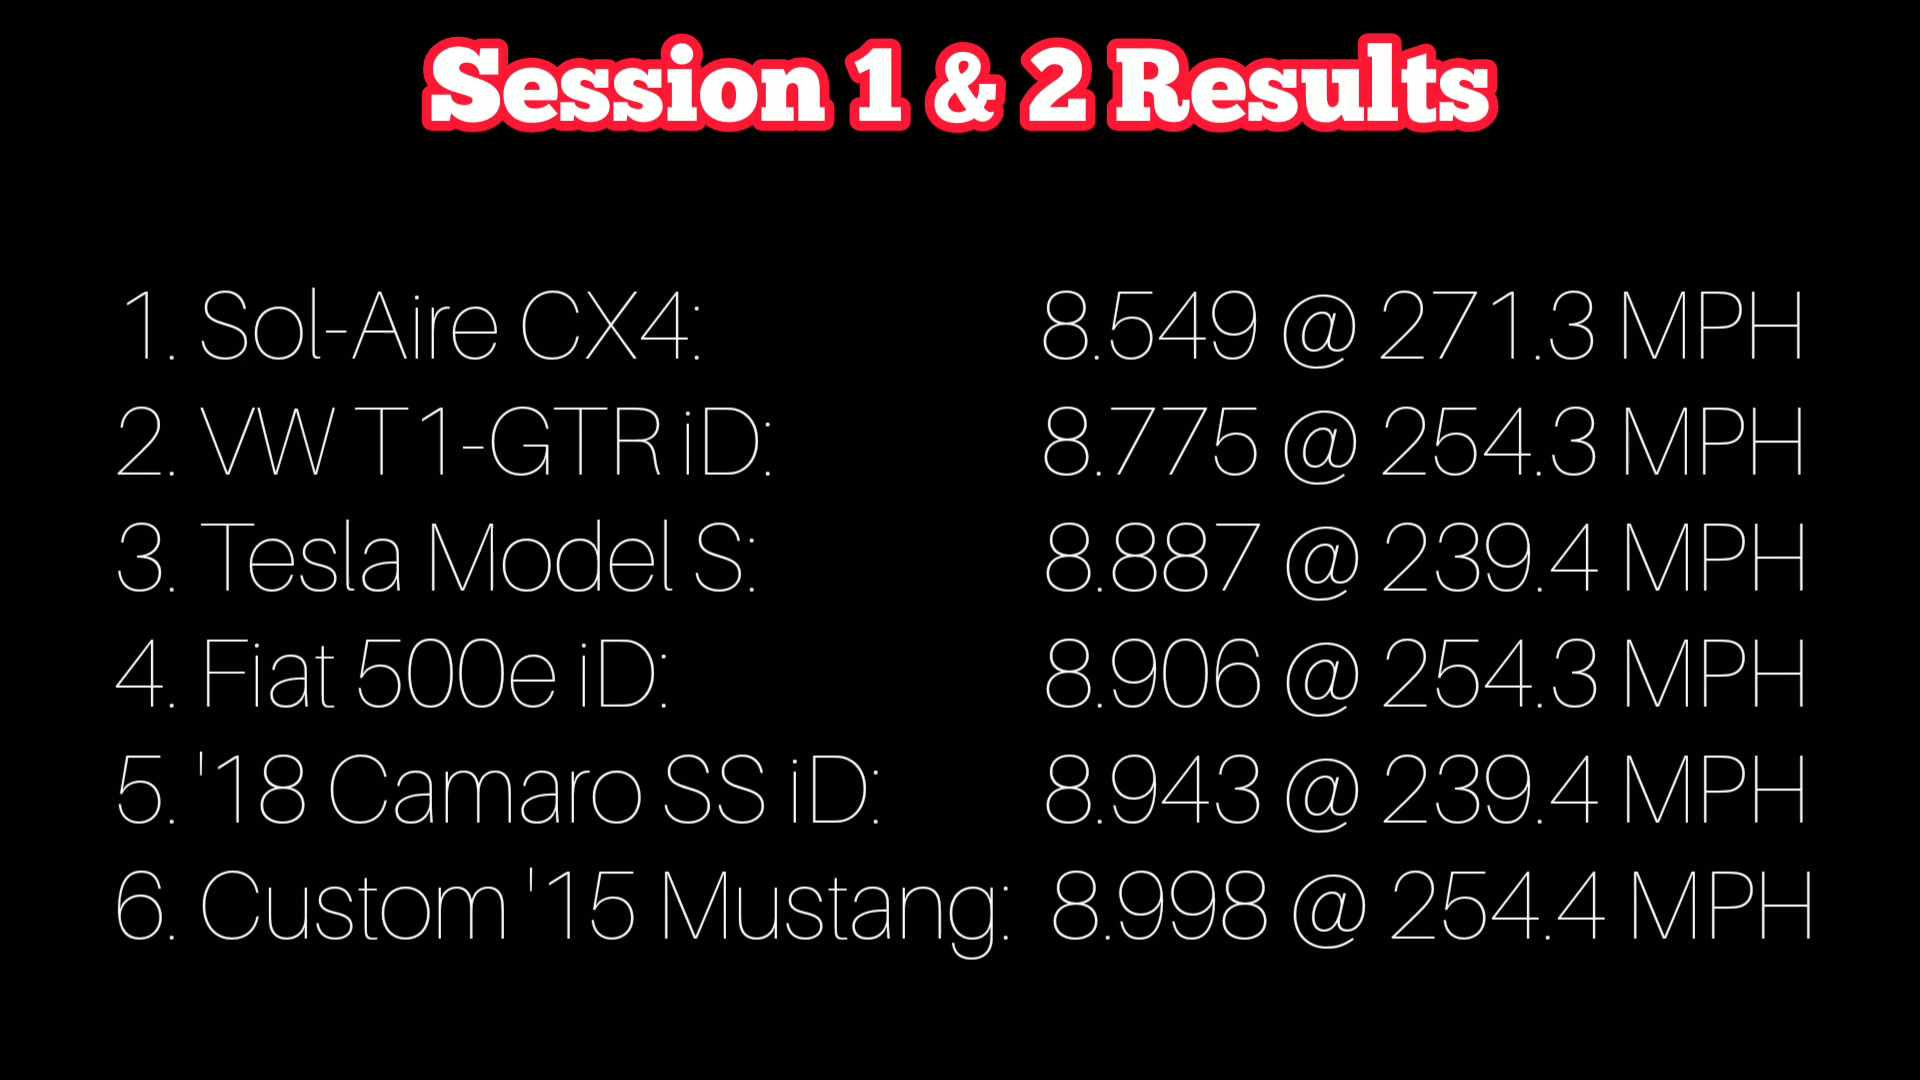 Session 1 & 2 Results
1. Sol-Aire CX4: 8.549 @ 271.3 MPH
2. VW T1-GTR iD: 8.775 @ 254.3 MPH
3. Tesla Model S: 8.887 @ 239.4 MPH
4. Fiat 500e iD: 8.906 @ 254.3 MPH
5. '18 Camaro SS iD: 8.943 @ 239.4 MPH
6. Custom '15 Mustang: 8.998 @ 254.4 MPH